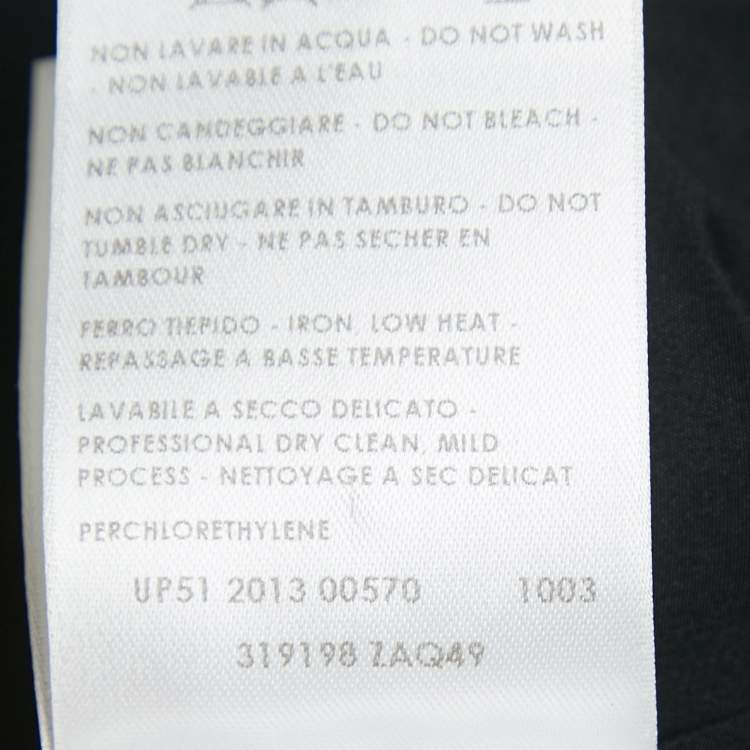 NON LAVARE IN ACQUA - DO NOT WASH
- NON LAVABLE A L'EAU
NON CANDEGGIARE - DO NOT BLEACH -
NE PAS BLANCHIR
NON ASCIUGARE IN TAMBURO - DO NOT
TUMBLE DRY - NE PAS SECHER EN
TAMBOUR
FERRO TIEPIDO - IRON, LOW HEAT -
REPASSAGE A BASSE TEMPERATURE
LAVABILE A SECCO DELICATO -
PROFESSIONAL DRY CLEAN, MILD
PROCESS - NETTOYAGE A SEC DELICAT
PERCHLORETHYLENE
UP51 2013 00570 1003
319198 ZAQ49